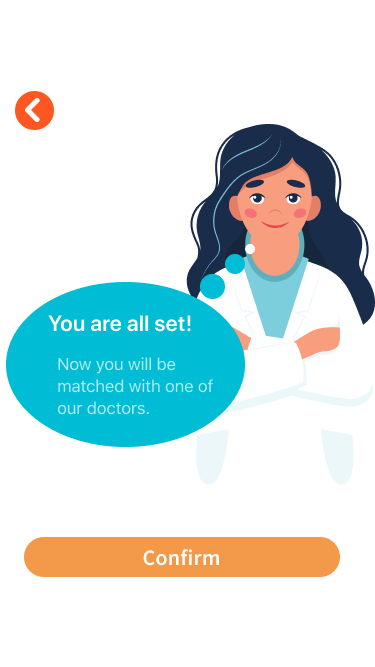 You are all set!
Now you will be
matched with one of
our doctors.
Confirm